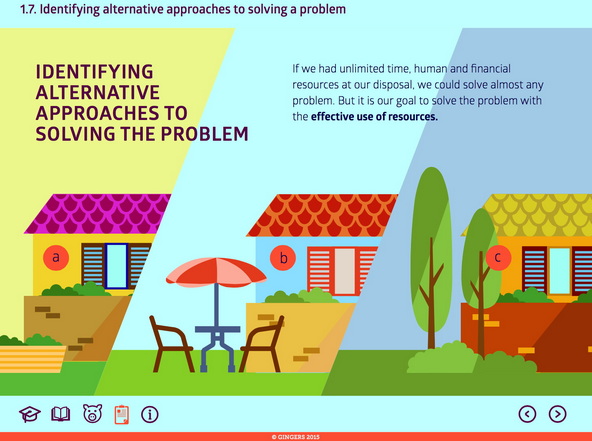 1.7. Identifying alternative approaches to solving a problem
IDENTIFYING
ALTERNATIVE
APPROACHES TO
SOLVING THE PROBLEM
If we had unlimited time, human and financial
resources at our disposal, we could solve almost any
problem. But it is our goal to solve the problem with
the effective use of resources.
a
b
c
© GINGERS 2015